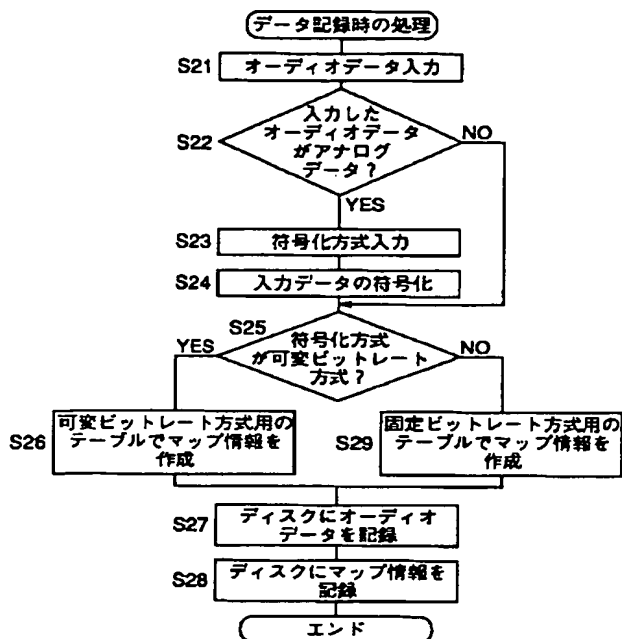 データ記録時の処理
S21 オーディオデータ入力
入力した
オーディオデータ
がアナログ
データ？
S22
NO
YES
S23 符号化方式入力
S24 入力データの符号化
S25
符号化方式
が可変ビットレート
方式？
YES
NO
S26
可変ビットレート方式用の
テーブルでマップ情報を
作成
S29
固定ビットレート方式用の
テーブルでマップ情報を
作成
S27
ディスクにオーディオ
データを記録
S28
ディスクにマップ情報を
記録
エンド